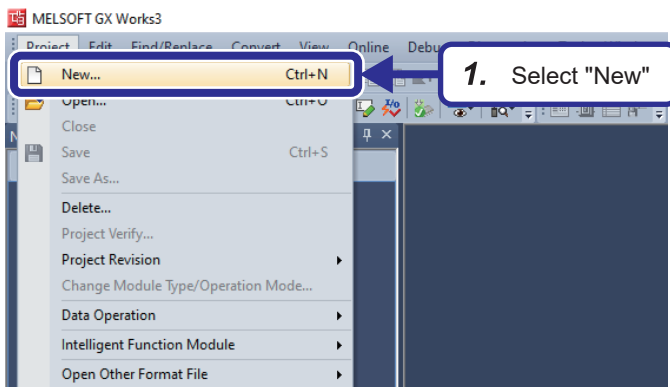 MELSOFT GX Works3
Project Edit Find/Replace Convert View Online Debug
New... Ctrl+N
1. Select "New"
Open... Ctrl+O
Close
Save Ctrl+S
Save As...
Delete...
Project Verify...
Project Revision
Change Module Type/Operation Mode...
Data Operation
Intelligent Function Module
Open Other Format File